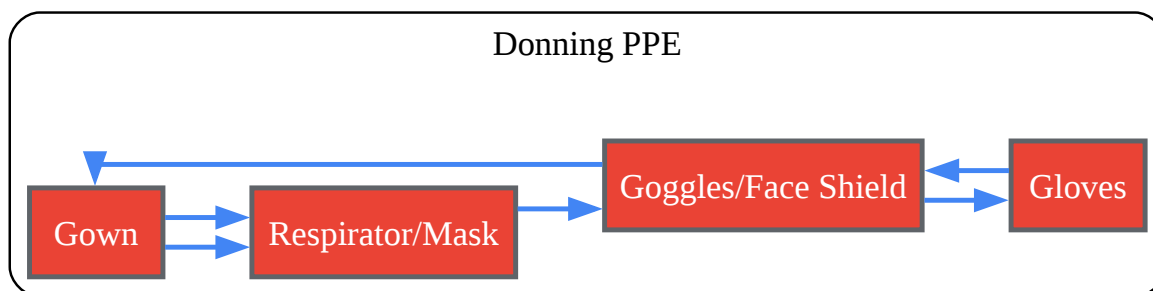 Donning PPE
Gown
Respirator/Mask
Goggles/Face Shield
Gloves